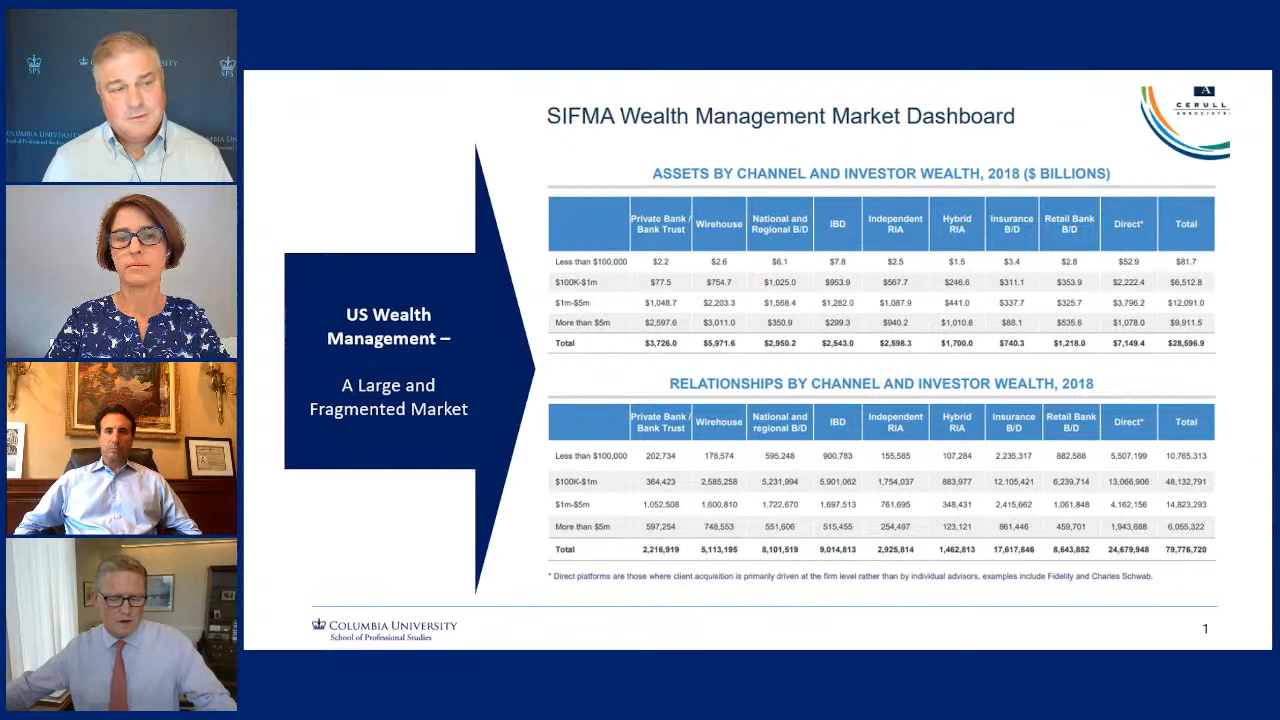 SPS
COLUMBIA UNIVERSITY
School of Professional Studies
SIFMA Wealth Management Market Dashboard
A
CERULL
ASSOCIATE
US Wealth
Management –
A Large and
Fragmented Market
ASSETS BY CHANNEL AND INVESTOR WEALTH, 2018 ($ BILLIONS)
Private Bank / Bank Trust Wirehouse National and Regional B/D IBD Independent RIA Hybrid RIA Insurance B/D Retail Bank B/D Direct* Total
Less than $100,000 $2.2 $2.6 $6.1 $7.8 $2.5 $1.5 $3.4 $2.8 $52.9 $81.7
$100K-$1m $77.5 $754.7 $1,025.0 $953.9 $567.7 $246.6 $311.1 $353.9 $2,222.4 $6,512.8
$1m-$5m $1,048.7 $2,203.3 $1,568.4 $1,282.0 $1,087.9 $441.0 $337.7 $325.7 $3,796.2 $12,091.0
More than $5m $2,597.6 $3,011.0 $350.9 $299.3 $940.2 $1,010.8 $88.1 $535.6 $1,078.0 $9,911.5
Total $3,726.0 $5,971.6 $2,950.2 $2,543.0 $2,598.3 $1,700.0 $740.3 $1,218.0 $7,149.4 $28,596.9
RELATIONSHIPS BY CHANNEL AND INVESTOR WEALTH, 2018
Private Bank / Bank Trust Wirehouse National and regional B/D IBD Independent RIA Hybrid RIA Insurance B/D Retail Bank B/D Direct* Total
Less than $100,000 202,734 178,574 595,248 900,783 155,585 107,284 2,235,317 882,588 5,507,199 10,765,313
$100K-$1m 364,423 2,585,258 5,231,994 5,901,062 1,754,037 883,977 12,105,421 6,239,714 13,066,906 48,132,791
$1m-$5m 1,052,508 1,600,810 1,722,670 1,697,513 761,695 348,431 2,415,662 1,061,848 4,162,156 14,823,293
More than $5m 597,254 748,553 551,606 515,455 254,497 123,121 861,446 459,701 1,943,688 6,055,322
Total 2,216,919 5,113,195 8,101,519 9,014,813 2,925,814 1,462,813 17,617,846 8,643,852 24,679,948 79,776,720
* Direct platforms are those where client acquisition is primarily driven at the firm level rather than by individual advisors, examples include Fidelity and Charles Schwab.
COLUMBIA UNIVERSITY
School of Professional Studies
1